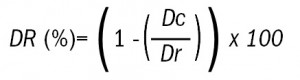 DR (%)= ( 1 -( Dc / Dr ) ) x 100